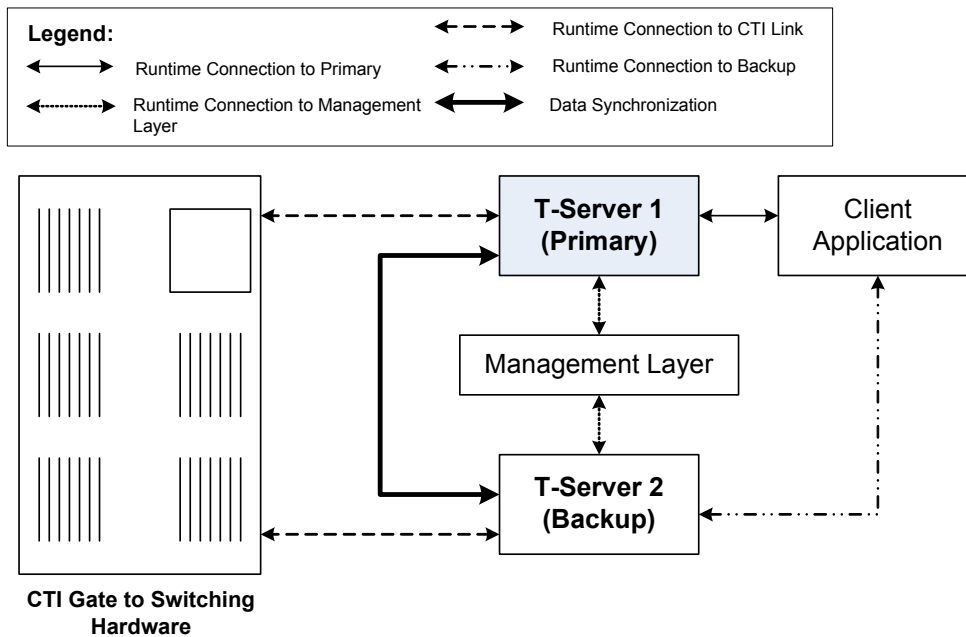 Legend:
Runtime Connection to Primary
Runtime Connection to Management
Layer
Runtime Connection to CTI Link
Runtime Connection to Backup
Data Synchronization
T-Server 1
(Primary)
Client
Application
Management Layer
T-Server 2
(Backup)
CTI Gate to Switching
Hardware